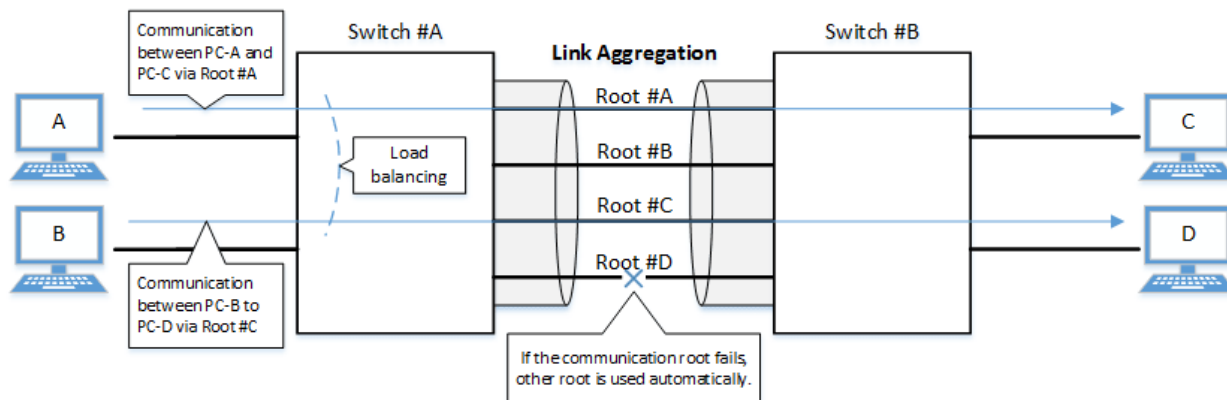 Communication
between PC-A and
PC-C via Root #A
Switch #A
Link Aggregation
Switch #B
Root #A
A
C
Load
balancing
Root #B
Root #C
B
D
Root #D
Communication
between PC-B to
PC-D via Root #C
If the communication root fails,
other root is used automatically.